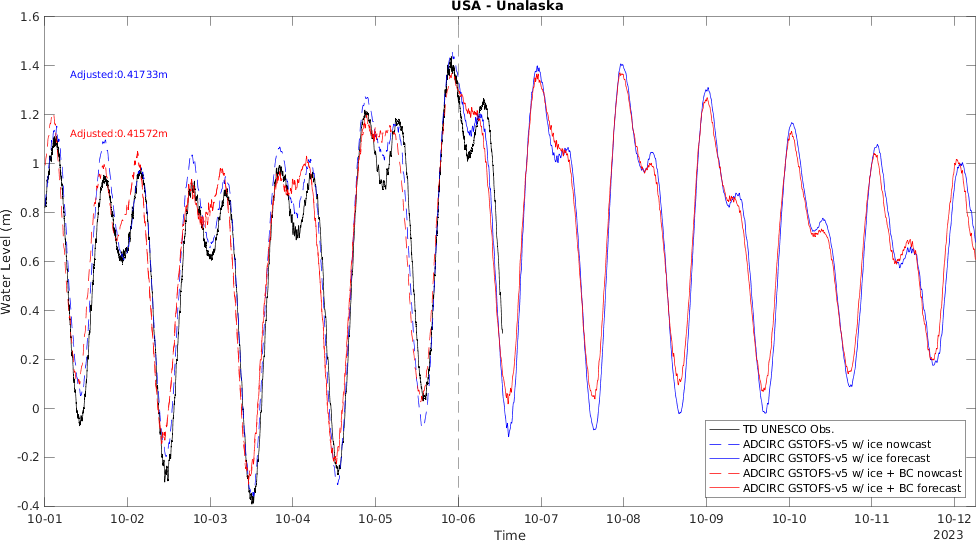 USA - Unalaska
1.6
1.4
1.2
1
0.8
0.6
0.4
0.2
0
-0.2
-0.4
Water Level (m)
Adjusted:0.41733m
Adjusted:0.41572m
TD UNESCO Obs.
ADCIRC GSTOFS-v5 w/ ice nowcast
ADCIRC GSTOFS-v5 w/ ice forecast
ADCIRC GSTOFS-v5 w/ ice + BC nowcast
ADCIRC GSTOFS-v5 w/ ice + BC forecast
10-01 10-02 10-03 10-04 10-05 10-06 10-07 10-08 10-09 10-10 10-11 10-12
Time
2023